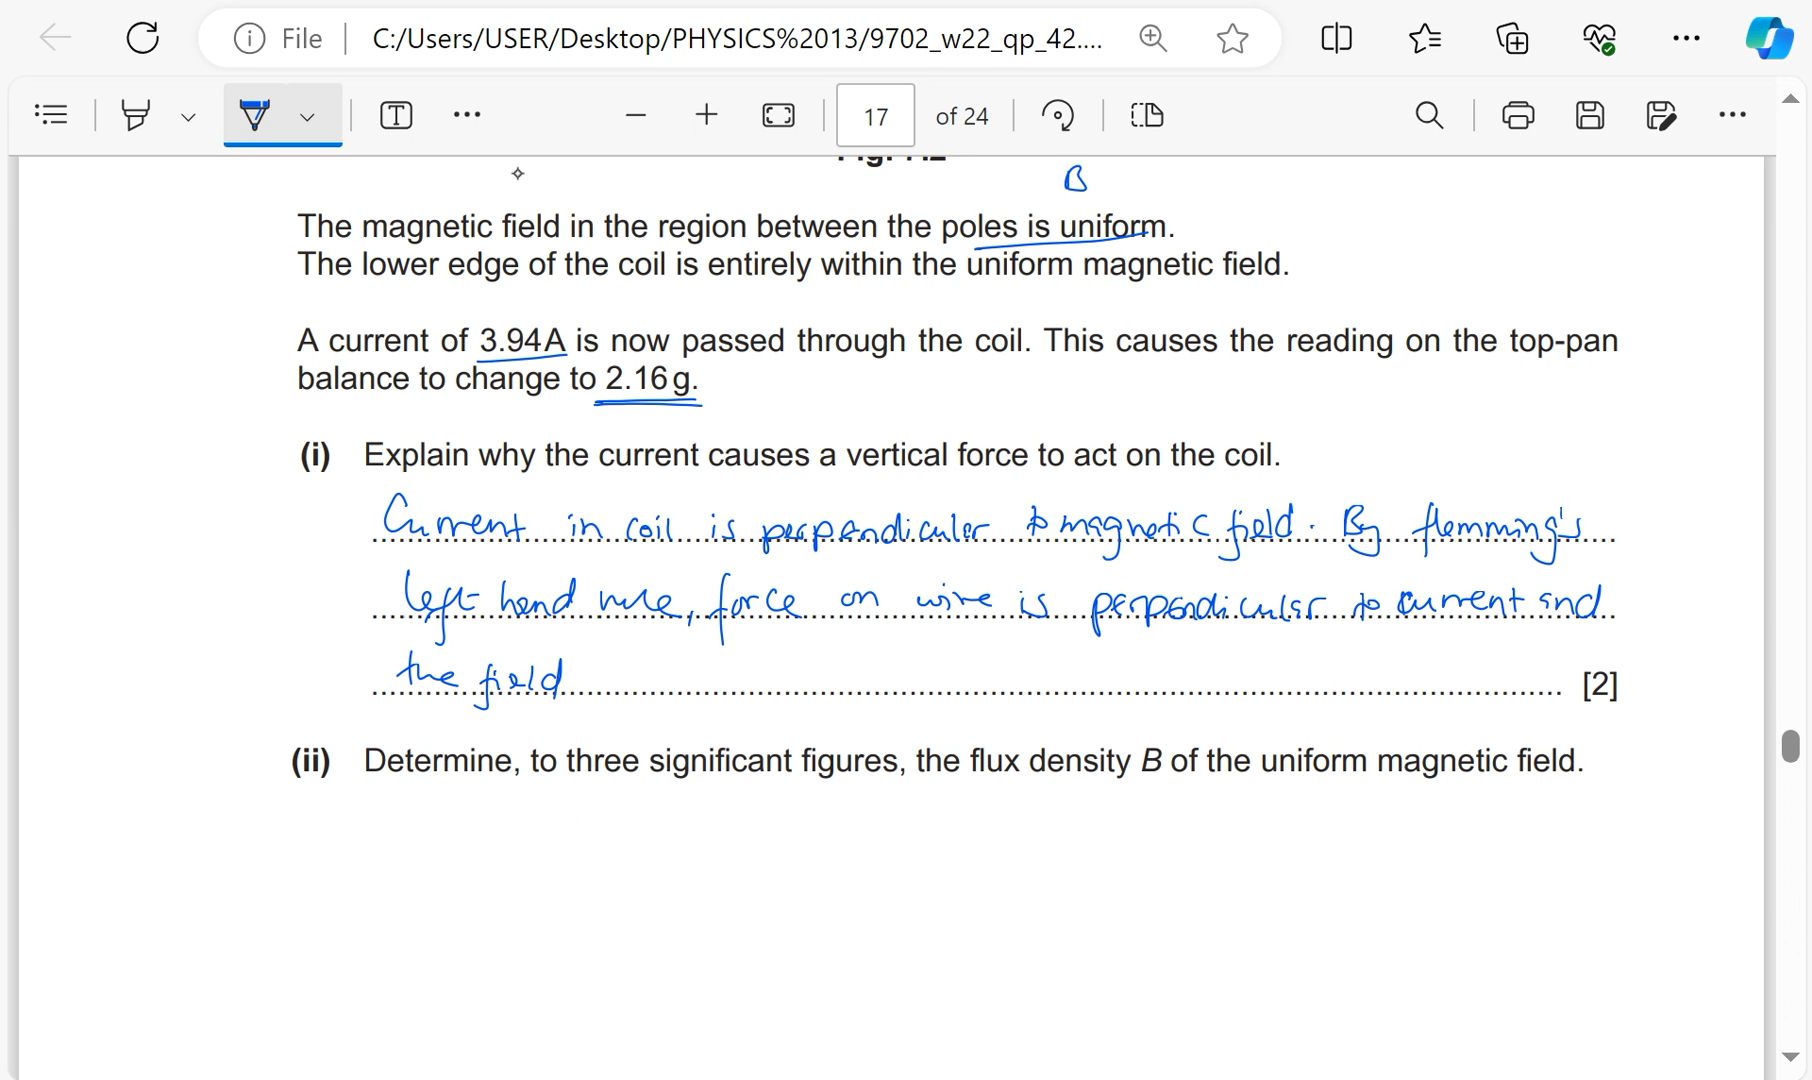 File C:/Users/USER/Desktop/PHYSICS%2013/9702_w22_qp_42....
17 of 24
B
The magnetic field in the region between the poles is uniform.
The lower edge of the coil is entirely within the uniform magnetic field.
A current of 3.94A is now passed through the coil. This causes the reading on the top-pan
balance to change to 2.16g.
(i) Explain why the current causes a vertical force to act on the coil.
Current in coil is perpendicular to magnetic field. By flemming's
left hand rule, force on wire is perpendicular to current and
the field
[2]
(ii) Determine, to three significant figures, the flux density B of the uniform magnetic field.